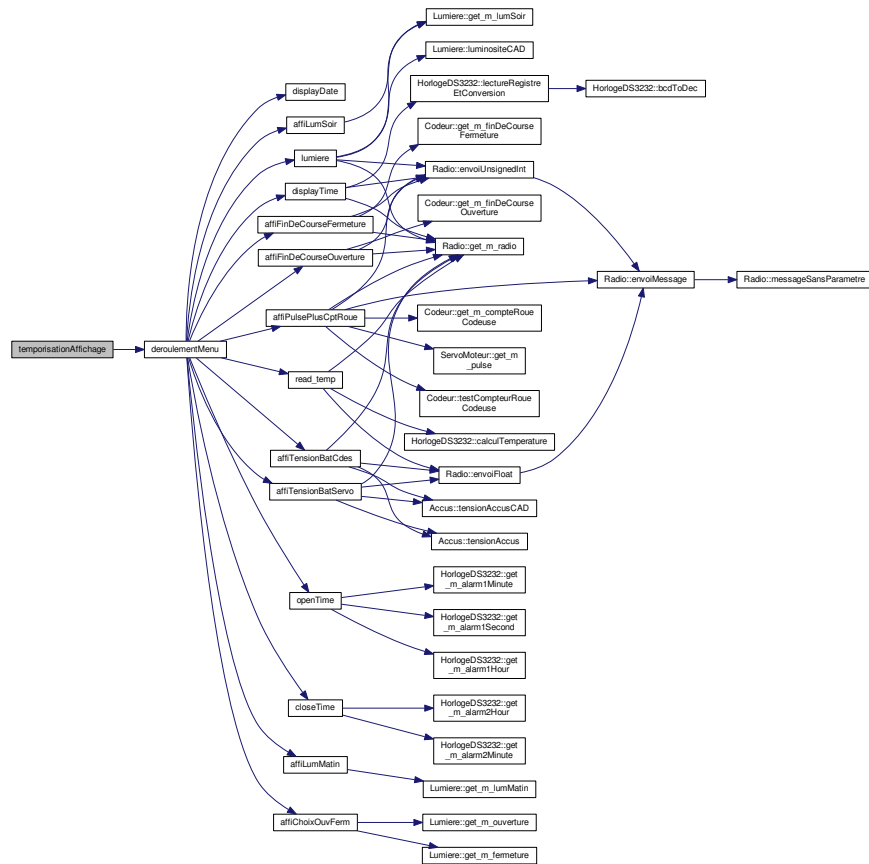 temporisationAffichage
deroulementMenu
displayDate
affiLumSoir
lumiere
displayTime
affiFinDeCourseFermeture
affiFinDeCourseOuverture
affiPulsePlusCptRoue
read_temp
affiTensionBatCdes
affiTensionBatServo
openTime
closeTime
affiLumMatin
affiChoixOuvFerm
Lumiere::get_m_lumSoir
Lumiere::luminositeCAD
HorlogeDS3232::lectureRegistre
EtConversion
Codeur::get_m_finDeCourse
Fermeture
Radio::envoiUnsignedInt
Codeur::get_m_finDeCourse
Ouverture
Radio::get_m_radio
Codeur::get_m_compteRoue
Codeuse
ServoMoteur::get_m
_pulse
Codeur::testCompteurRoue
Codeuse
HorlogeDS3232::calculTemperature
Radio::envoiFloat
Accus::tensionAccusCAD
Accus::tensionAccus
HorlogeDS3232::get
_m_alarm1Minute
HorlogeDS3232::get
_m_alarm1Second
HorlogeDS3232::get
_m_alarm1Hour
HorlogeDS3232::get
_m_alarm2Hour
HorlogeDS3232::get
_m_alarm2Minute
Lumiere::get_m_lumMatin
Lumiere::get_m_ouverture
Lumiere::get_m_fermeture
HorlogeDS3232::bcdToDec
Radio::envoiMessage
Radio::messageSansParametre